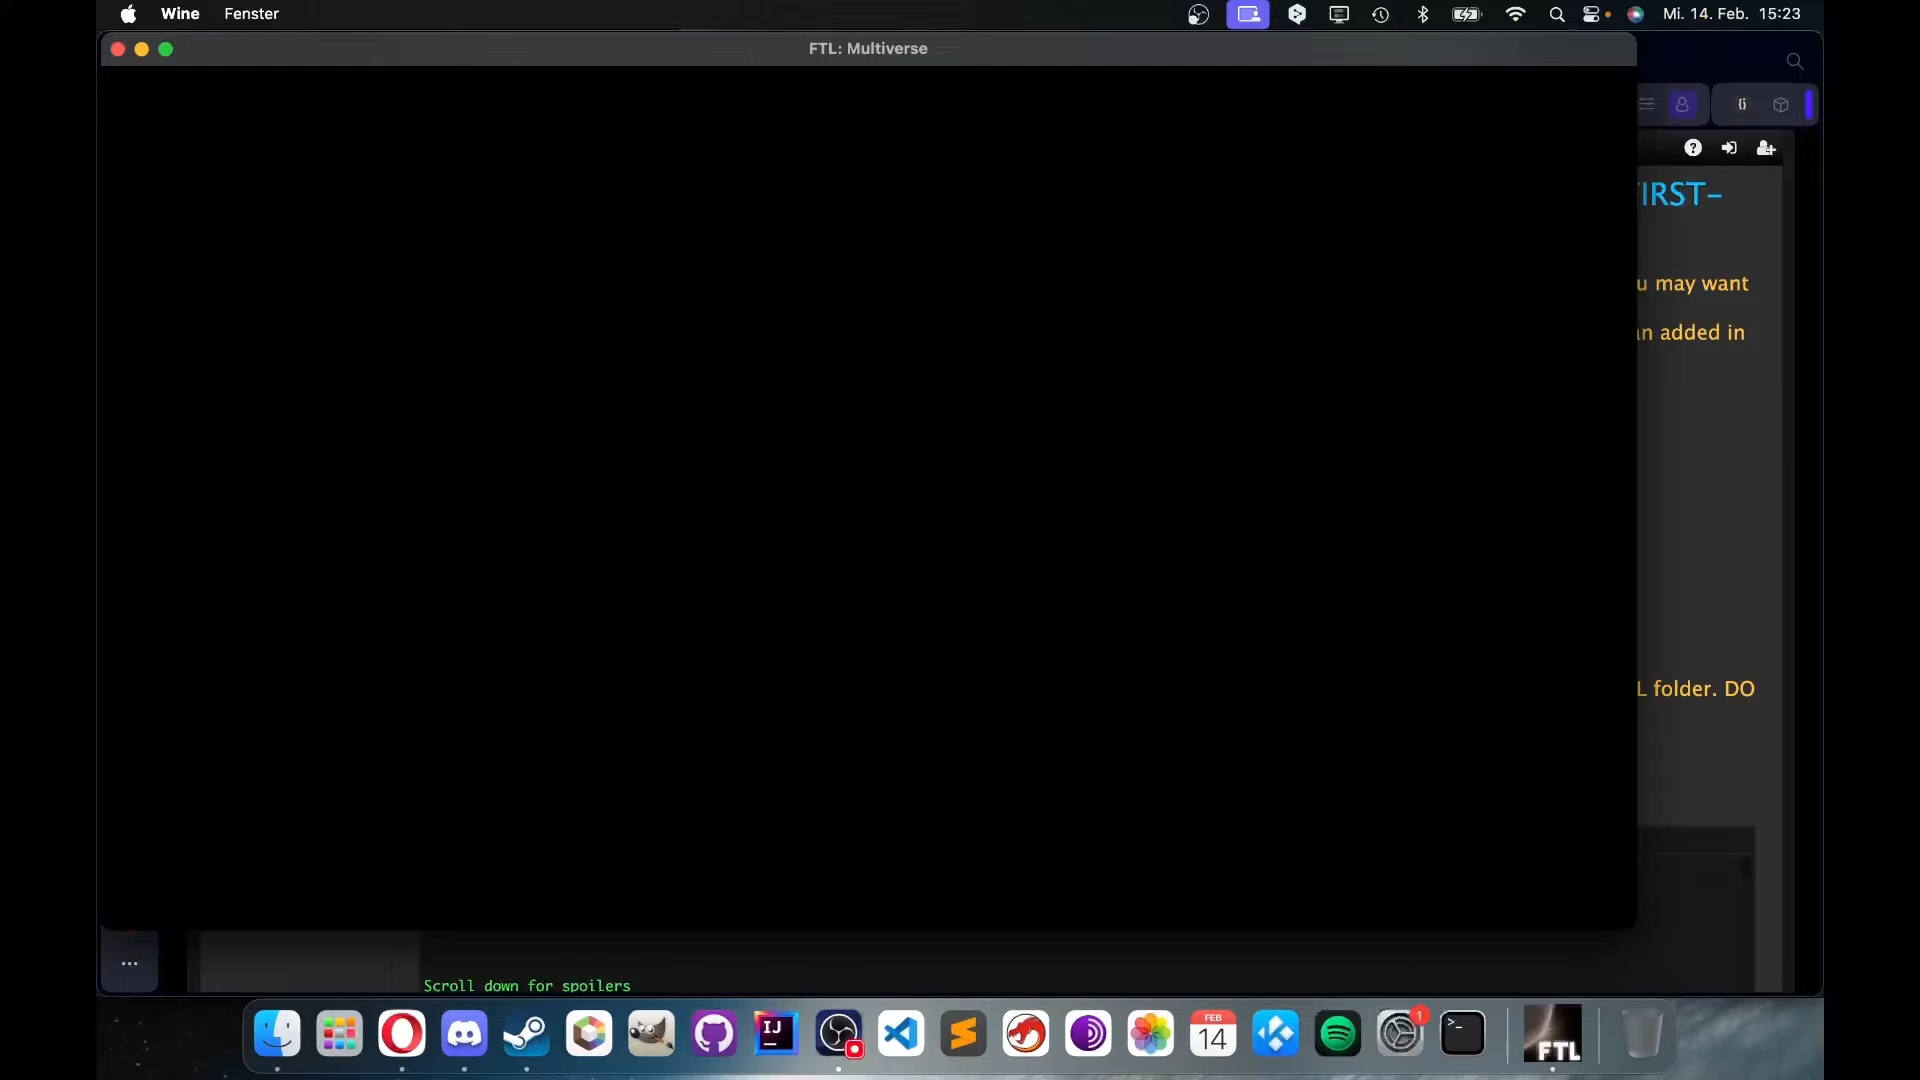 Wine Fenster Mi. 14. Feb. 15:23
FTL: Multiverse
IRST-
u may want
n added in
L folder. DO
Scroll down for spoilers
IJ
FEB
14
1
>_
FTL